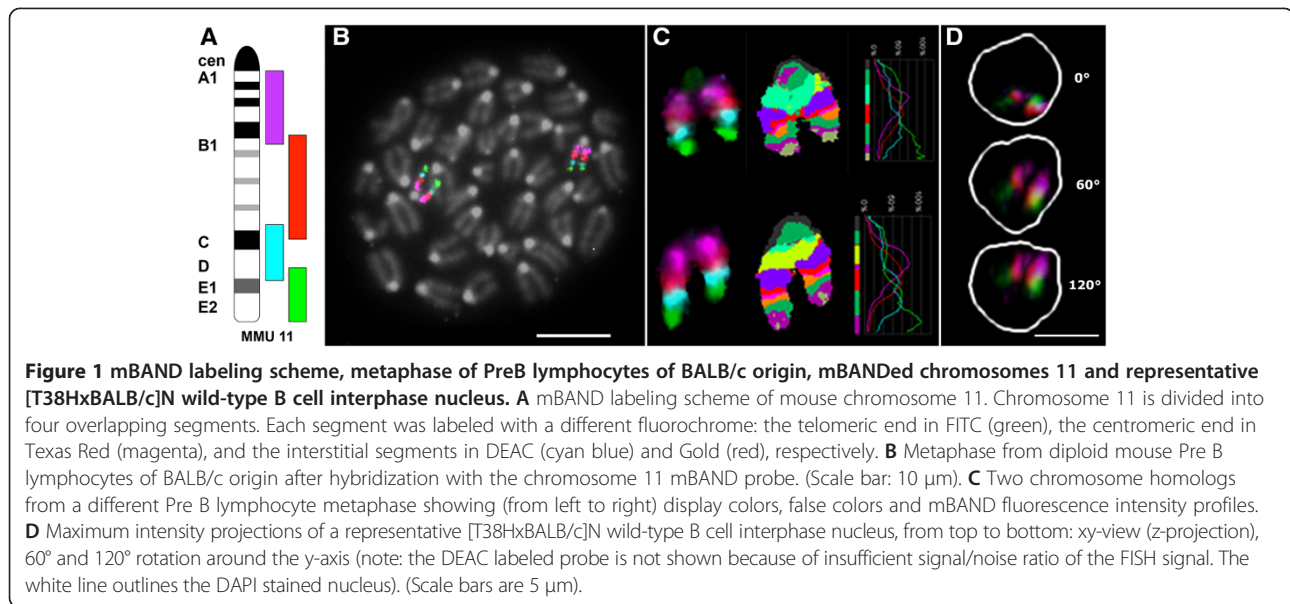 A
cen
A1
B1
C
D
E1
E2
MMU 11
B
C
0%
50%
100%
0%
50%
100%
D
0°
60°
120°
Figure 1 mBAND labeling scheme, metaphase of PreB lymphocytes of BALB/c origin, mBANDed chromosomes 11 and representative
[T38HxBALB/c]N wild-type B cell interphase nucleus. A mBAND labeling scheme of mouse chromosome 11. Chromosome 11 is divided into
four overlapping segments. Each segment was labeled with a different fluorochrome: the telomeric end in FITC (green), the centromeric end in
Texas Red (magenta), and the interstitial segments in DEAC (cyan blue) and Gold (red), respectively. B Metaphase from diploid mouse Pre B
lymphocytes of BALB/c origin after hybridization with the chromosome 11 mBAND probe. (Scale bar: 10 μm). C Two chromosome homologs
from a different Pre B lymphocyte metaphase showing (from left to right) display colors, false colors and mBAND fluorescence intensity profiles.
D Maximum intensity projections of a representative [T38HxBALB/c]N wild-type B cell interphase nucleus, from top to bottom: xy-view (z-projection),
60° and 120° rotation around the y-axis (note: the DEAC labeled probe is not shown because of insufficient signal/noise ratio of the FISH signal. The
white line outlines the DAPI stained nucleus). (Scale bars are 5 μm).